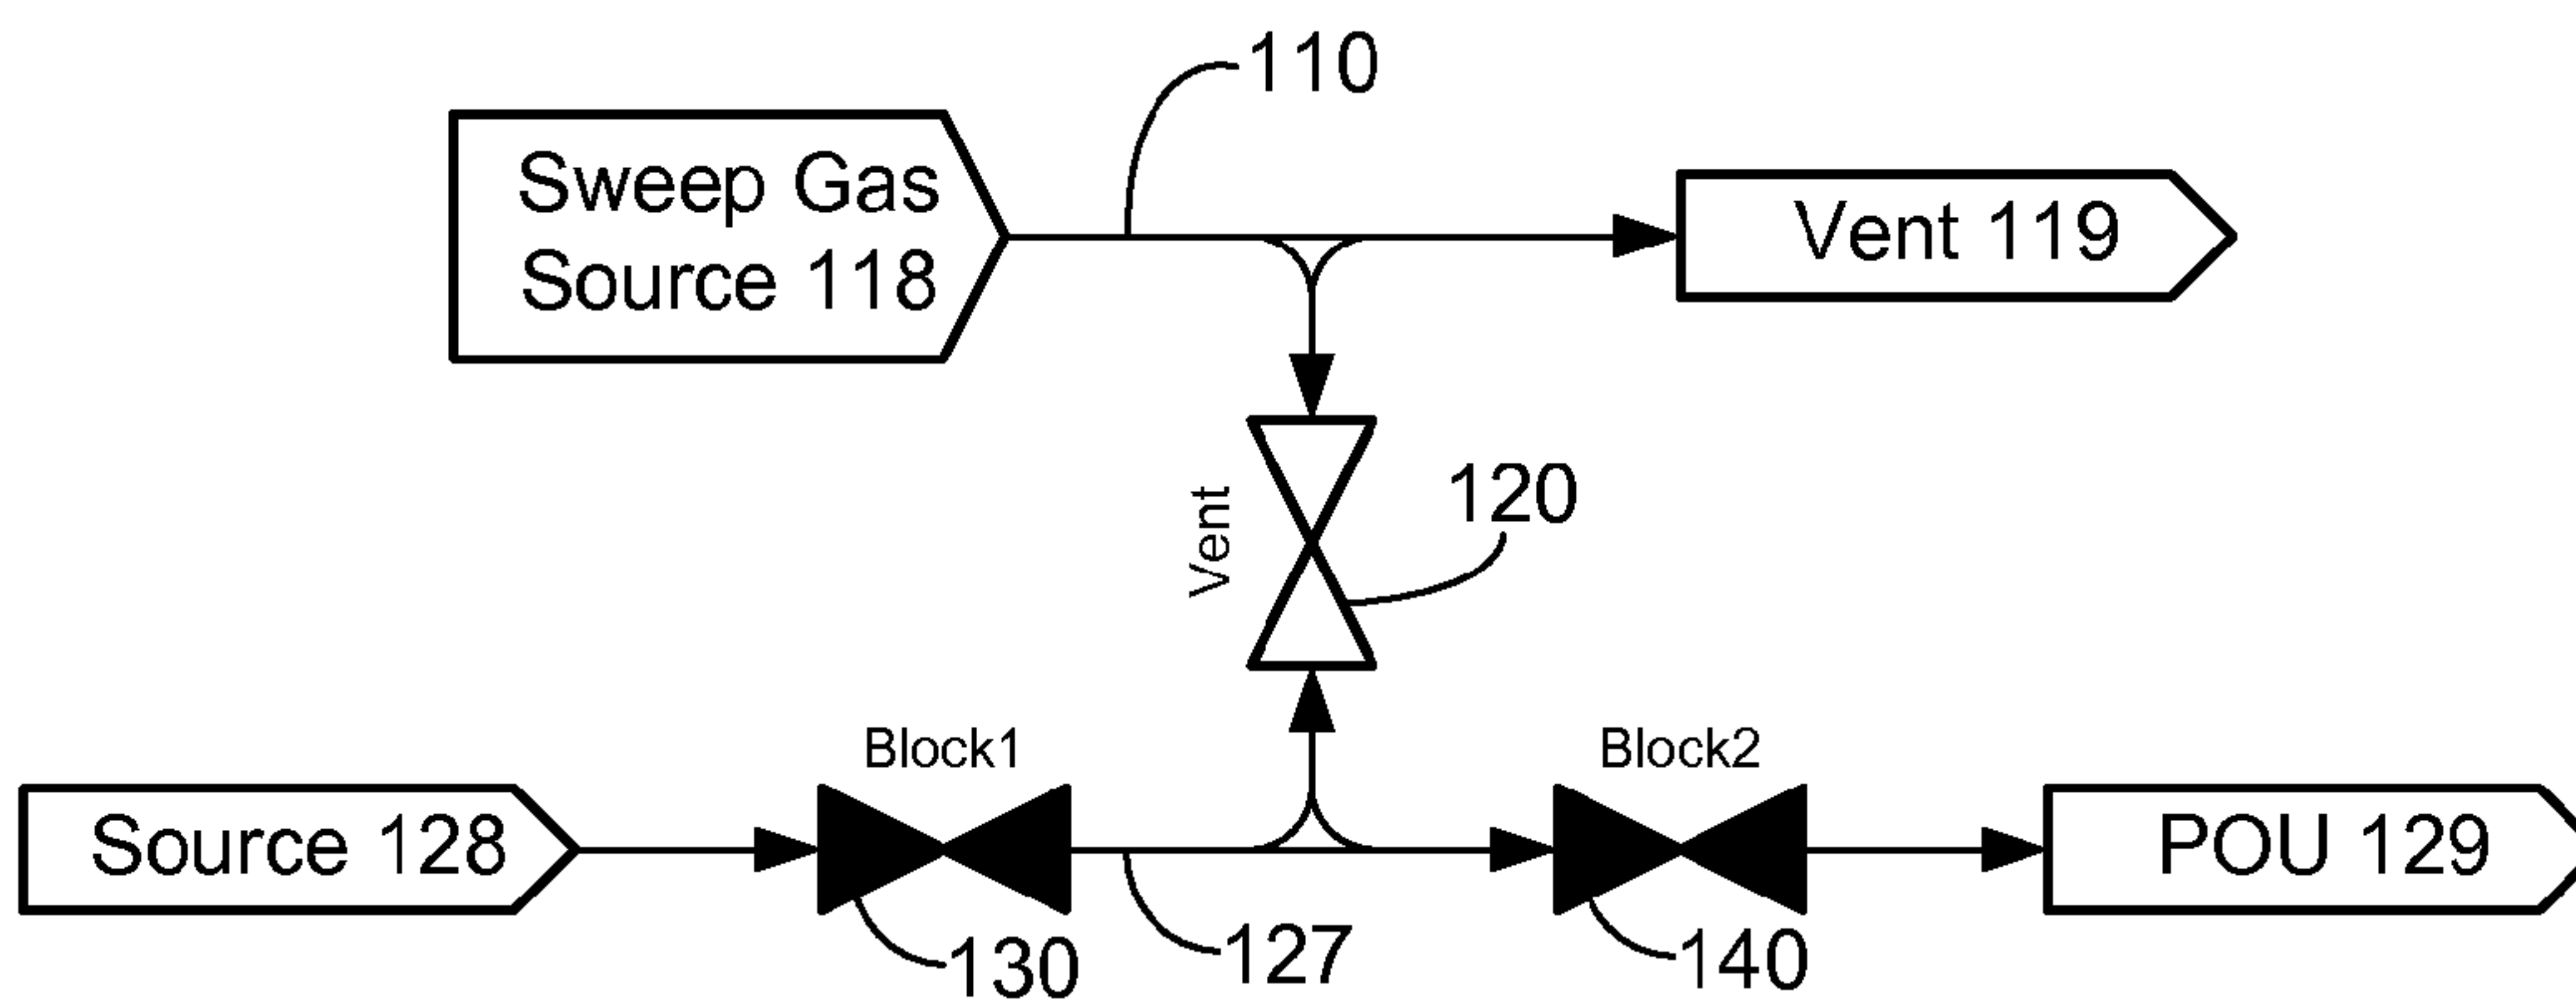 110
Sweep Gas
Source 118
Vent 119
Vent
120
Block1
Block2
Source 128
POU 129
130
127
140